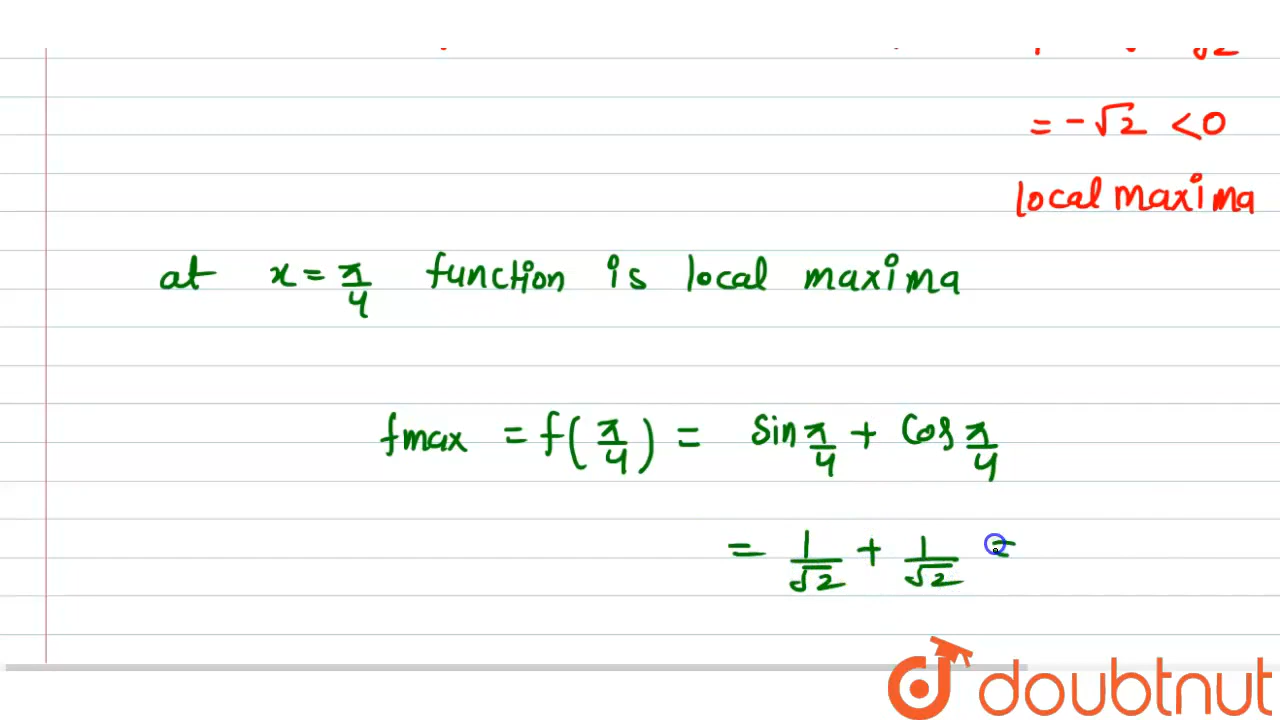 √2
= -√2 <0
local maxima
at x = π/4 function is local maxima
fmax = f(π/4) = sin π/4 + cos π/4
= 1/√2 + 1/√2 =
doubtnut